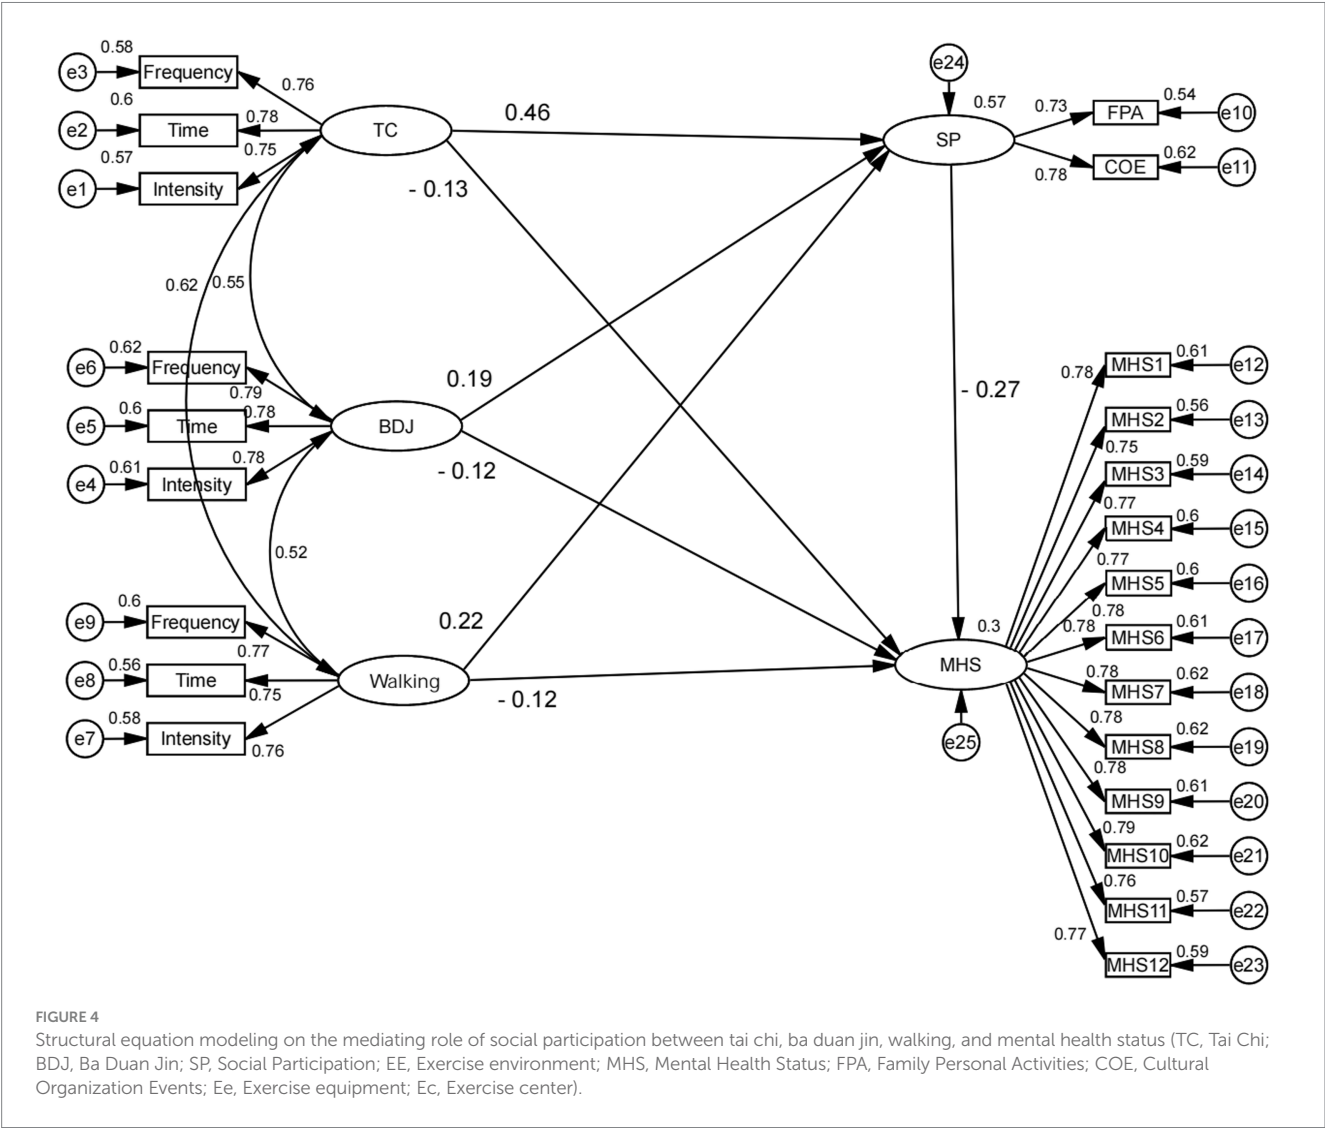 0.58
e3 Frequency 0.76
0.6
e2 Time 0.78
0.57 0.75
e1 Intensity
TC
0.46
- 0.13
e24
0.57
SP
0.73 FPA 0.54 e10
0.78 COE 0.62 e11
0.62 0.55
0.62
e6 Frequency
0.79
0.6 0.78
e5 Time
0.61 0.78
e4 Intensity
BDJ
0.19
- 0.12
- 0.27
0.52
0.6
e9 Frequency
0.77
0.56
e8 Time
0.75
0.58
e7 Intensity
0.76
Walking
0.22
- 0.12
0.3
MHS
e25
0.78 MHS1 0.61 e12
MHS2 0.56 e13
0.75
MHS3 0.59 e14
0.77
MHS4 0.6 e15
0.77
MHS5 0.6 e16
0.78
0.78 MHS6 0.61 e17
0.78 MHS7 0.62 e18
0.78 MHS8 0.62 e19
0.78
MHS9 0.61 e20
0.79
MHS10 0.62 e21
0.76
MHS11 0.57 e22
0.77
MHS12 0.59 e23
FIGURE 4
Structural equation modeling on the mediating role of social participation between tai chi, ba duan jin, walking, and mental health status (TC, Tai Chi;
BDJ, Ba Duan Jin; SP, Social Participation; EE, Exercise environment; MHS, Mental Health Status; FPA, Family Personal Activities; COE, Cultural
Organization Events; Ee, Exercise equipment; Ec, Exercise center).